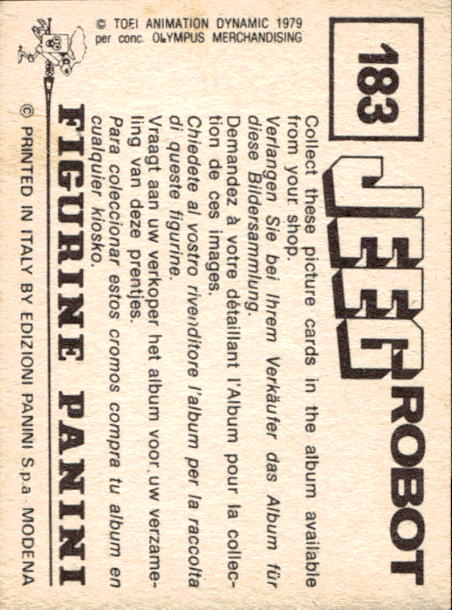 © TOEI ANIMATION DYNAMIC 1979
per conc. OLYMPUS MERCHANDISING
183
JEEG ROBOT
Collect these picture cards in the album available
from your shop.
Verlangen Sie bei Ihrem Verkäufer das Album für
diese Bildersammlung.
Demandez à votre détaillant l'Album pour la collec-
tion de ces images.
Chiedete al vostro rivenditore l'album per la raccolta
di queste figurine.
Vraagt aan uw verkoper het album voor uw verzame-
ling van deze prentjes.
Para coleccionar estos cromos compra tu album en
cualquier kiosko.
FIGURINE PANINI
© PRINTED IN ITALY BY EDIZIONI PANINI S.p.a MODENA